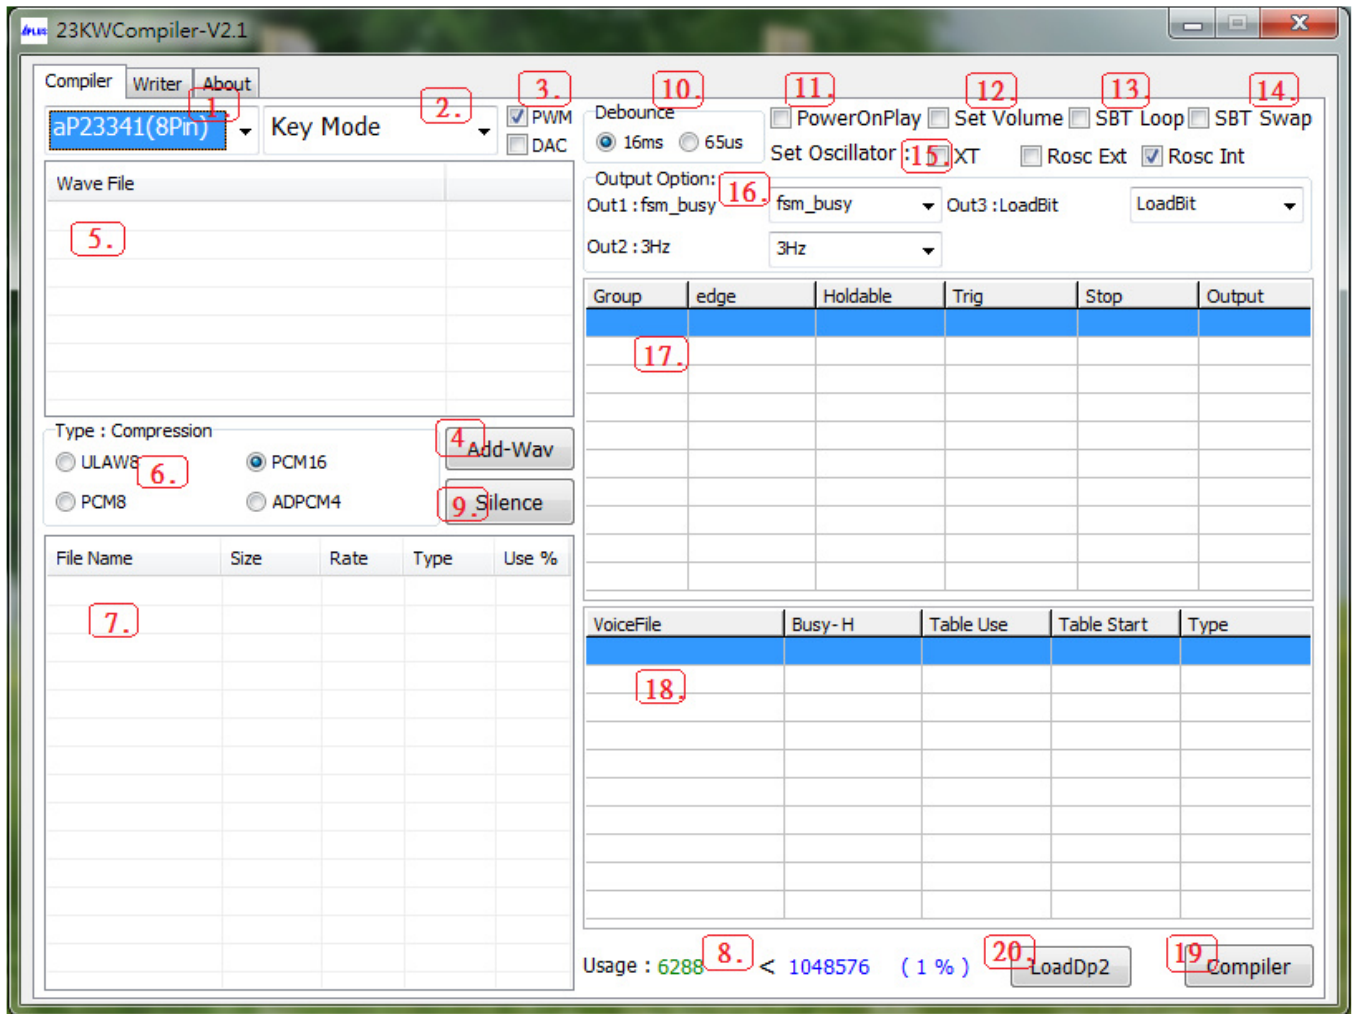 APLUS 23KWCompiler-V2.1
Compiler Writer About
aP23341(8Pin) 1. Key Mode 2. PWM 3.
DAC
Wave File
5.
Type : Compression
ULAW8 6. PCM16
PCM8 ADPCM4
4. Add-Wav
9. Silence
File Name Size Rate Type Use %
7.
Debounce 10.
16ms 65us
11. PowerOnPlay 12. Set Volume 13. SBT Loop 14. SBT Swap
Set Oscillator : 15. XT Rosc Ext Rosc Int
Output Option:
Out1 : fsm_busy 16. fsm_busy Out3 : LoadBit LoadBit
Out2 : 3Hz 3Hz
Group edge Holdable Trig Stop Output
17.
VoiceFile Busy-H Table Use Table Start Type
18.
Usage : 6288 8. < 1048576 ( 1 % ) 20. LoadDp2 19. Compiler